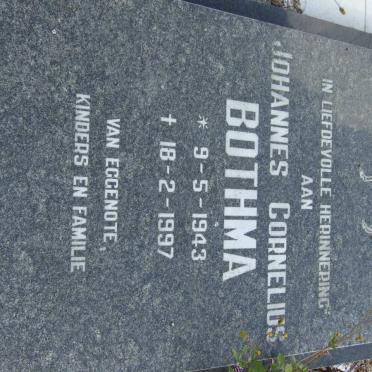 IN LIEFDEVOLLE HERINNERING
AAN
JOHANNES CORNELIUS
BOTHMA
* 9-5-1943
✝ 18-2-1997
VAN EGGENOTE,
KINDERS EN FAMILIE